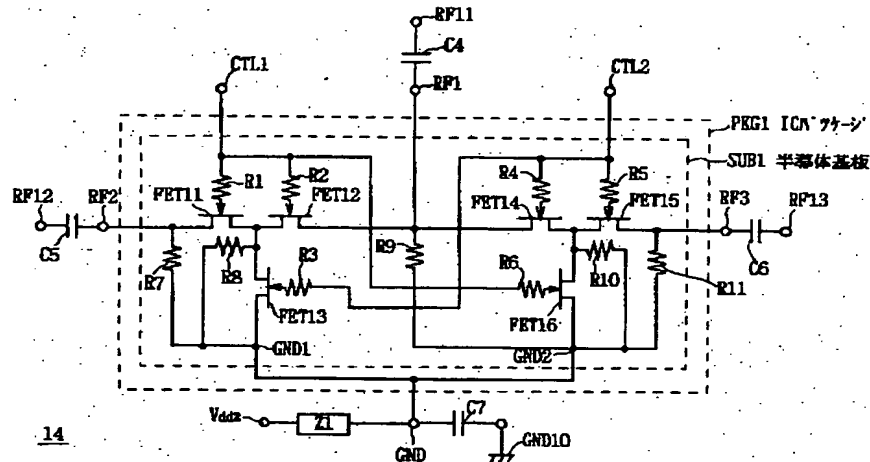 RF11
C4
CTL1
CTL2
RF1
PKG1 ICパッケージ
SUB1 半導体基板
R1
R2
R4
R5
FET11
FET12
FET14
FET15
RF12
RF2
RF3
RF13
C5
C6
R7
R8
R3
R9
R6
R10
R11
FET13
FET16
GND1
GND2
Vdd2
Z1
C7
GND
GND10
14